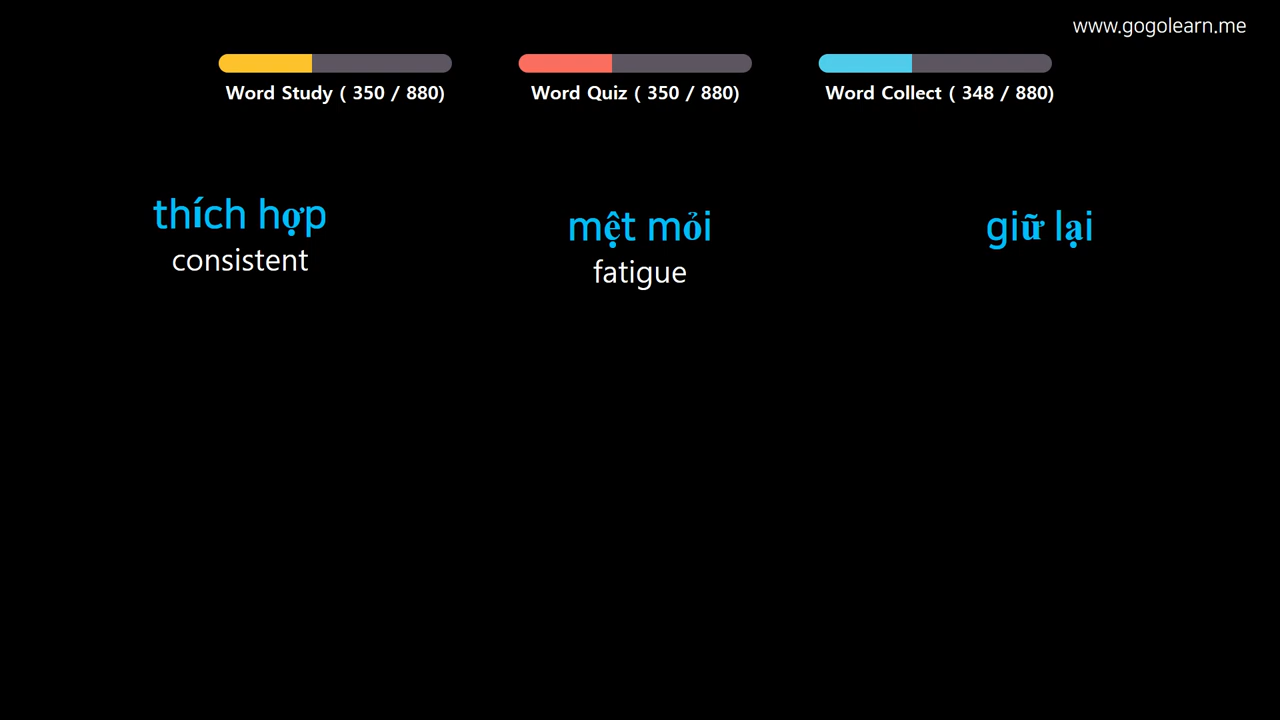 www.gogolearn.me
Word Study ( 350 / 880)
Word Quiz ( 350 / 880)
Word Collect ( 348 / 880)
thích hợp
consistent
mệt mỏi
fatigue
giữ lại